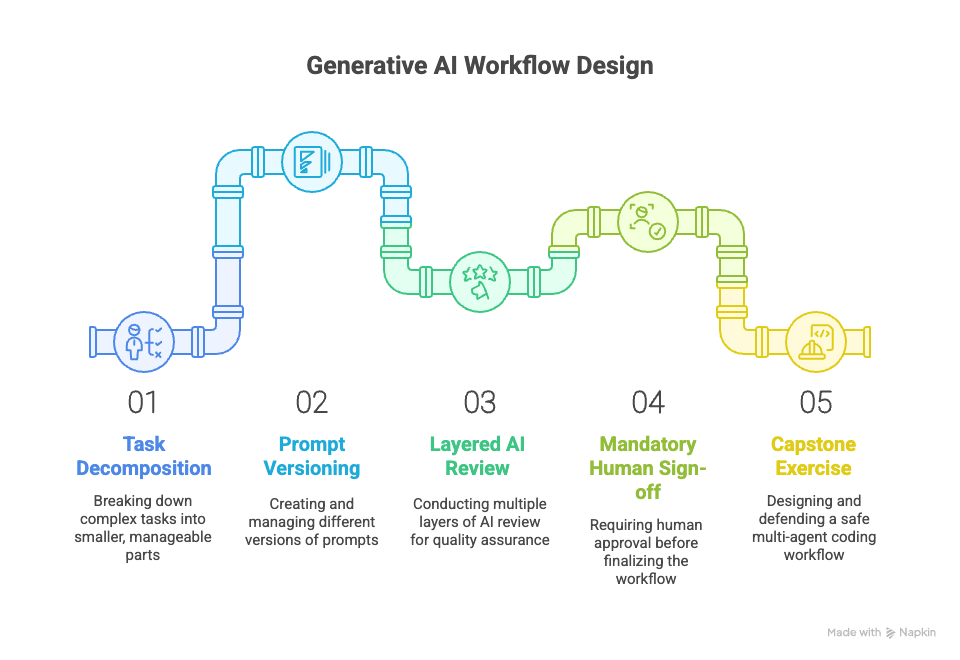 Generative AI Workflow Design
</>
01
Task
Decomposition
Breaking down
complex tasks into
smaller, manageable
parts
02
Prompt
Versioning
Creating and
managing different
versions of prompts
03
Layered AI
Review
Conducting multiple
layers of AI review
for quality assurance
04
Mandatory
Human Sign-
off
Requiring human
approval before
finalizing the
workflow
05
Capstone
Exercise
Designing and
defending a safe
multi-agent coding
workflow
Made with Napkin